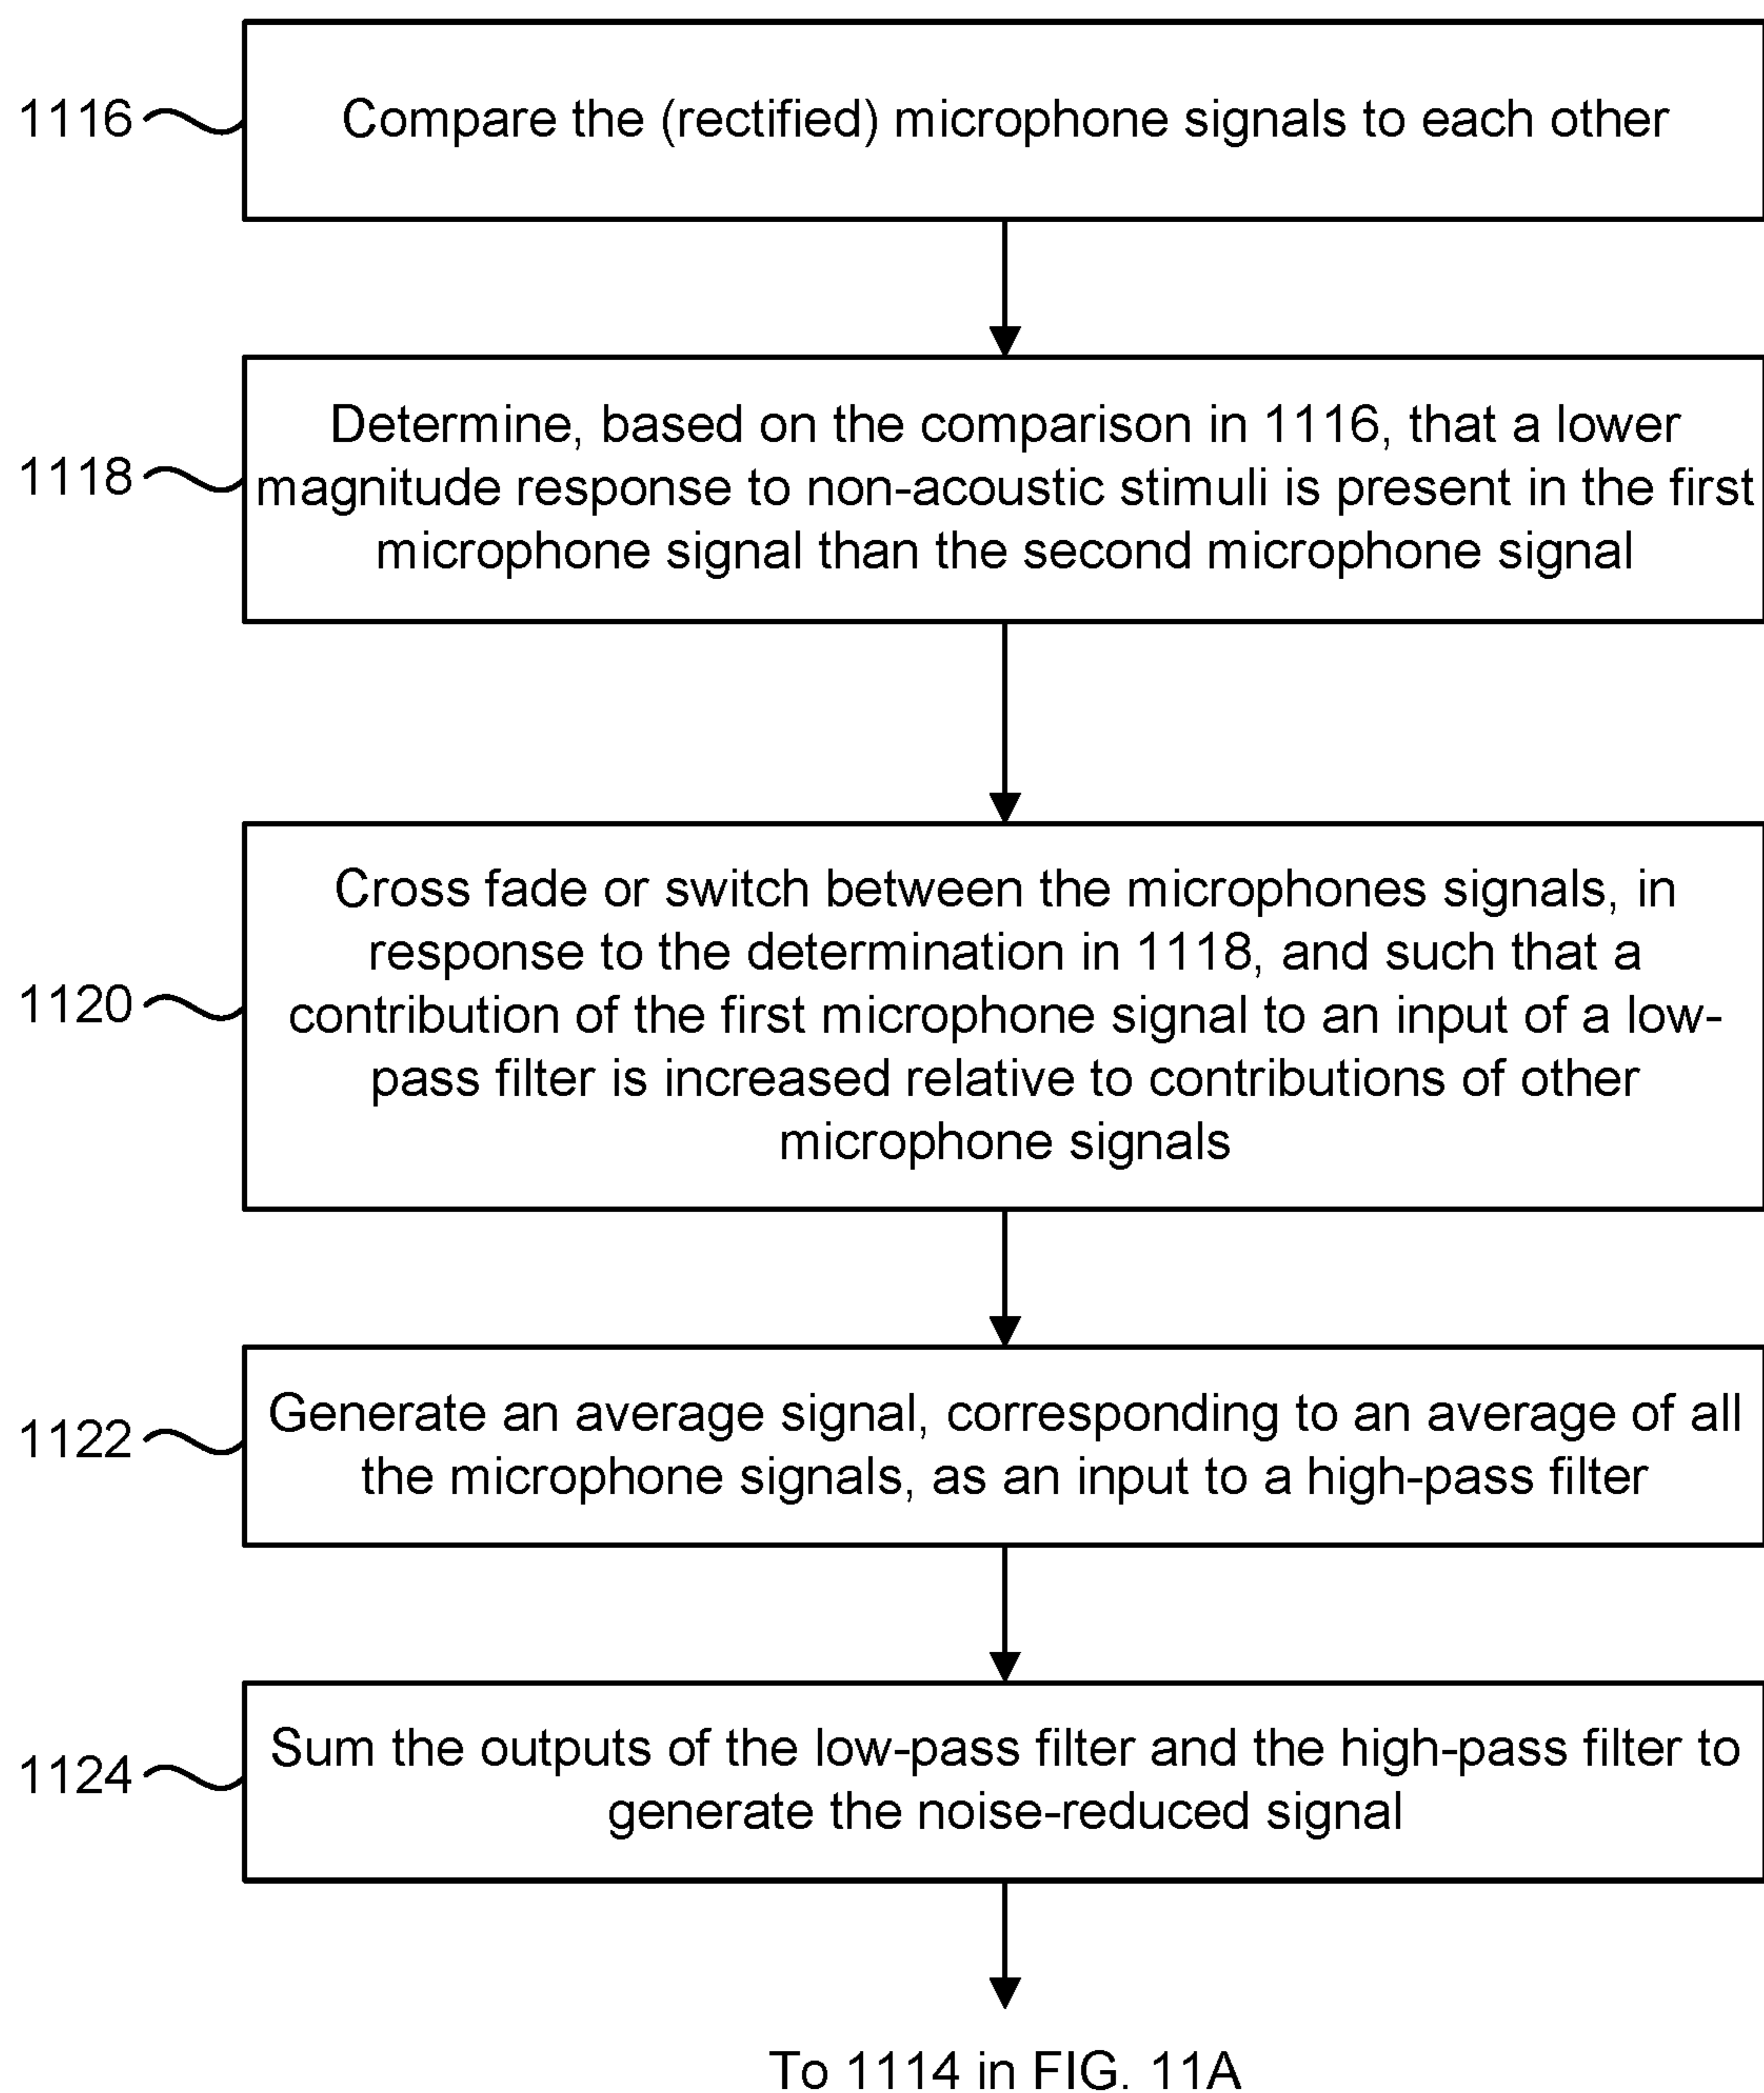 1116
Compare the (rectified) microphone signals to each other
1118
Determine, based on the comparison in 1116, that a lower
magnitude response to non-acoustic stimuli is present in the first
microphone signal than the second microphone signal
1120
Cross fade or switch between the microphones signals, in
response to the determination in 1118, and such that a
contribution of the first microphone signal to an input of a low-
pass filter is increased relative to contributions of other
microphone signals
1122
Generate an average signal, corresponding to an average of all
the microphone signals, as an input to a high-pass filter
1124
Sum the outputs of the low-pass filter and the high-pass filter to
generate the noise-reduced signal
To 1114 in FIG. 11A